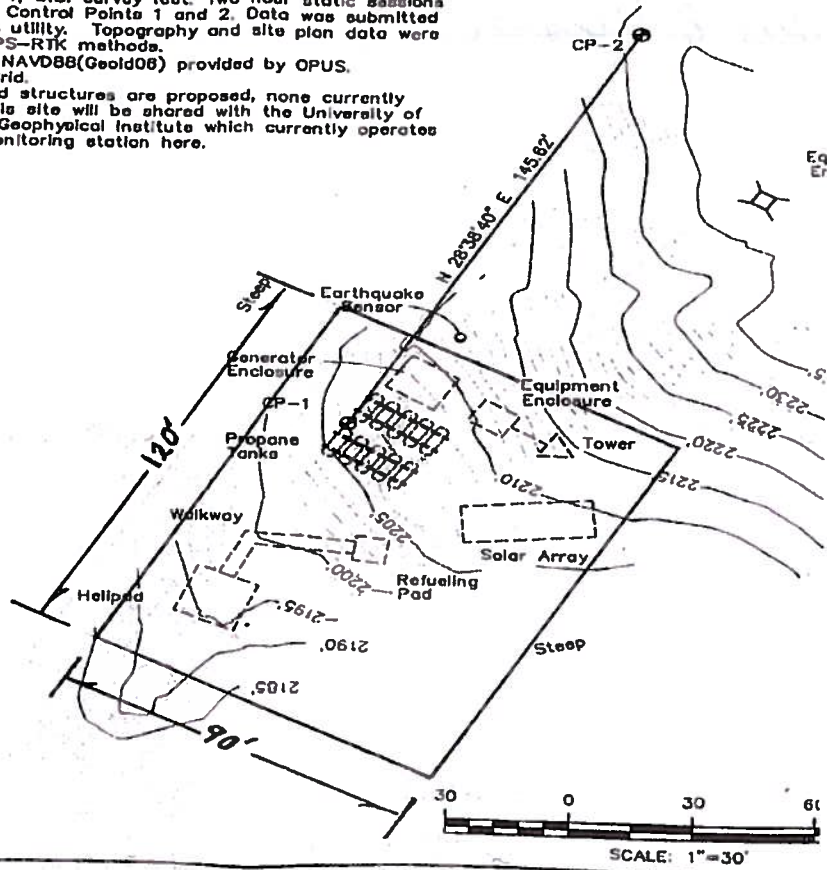 Control Points 1 and 2. Data was submitted
utility. Topography and site plan data were
PS-RTK methods.
NAVD88(Geoid06) provided by OPUS.
rid.
d structures are proposed, none currently
is site will be shared with the University of
Geophysical Institute which currently operates
onitoring station here.
CP-2
N 28°38'40" E 145.62'
Steep
Earthquake
Sensor
Generator
Enclosure
Equipment
Enclosure
CP-1
Propane
Tanks
Tower
120'
Walkway
Solar Array
Refueling
Pad
Helipad
Steep
2230'
2225'
2220'
2215'
2210'
2205'
2200'
2195'
2190'
2185'
90'
30 0 30
SCALE: 1"=30'